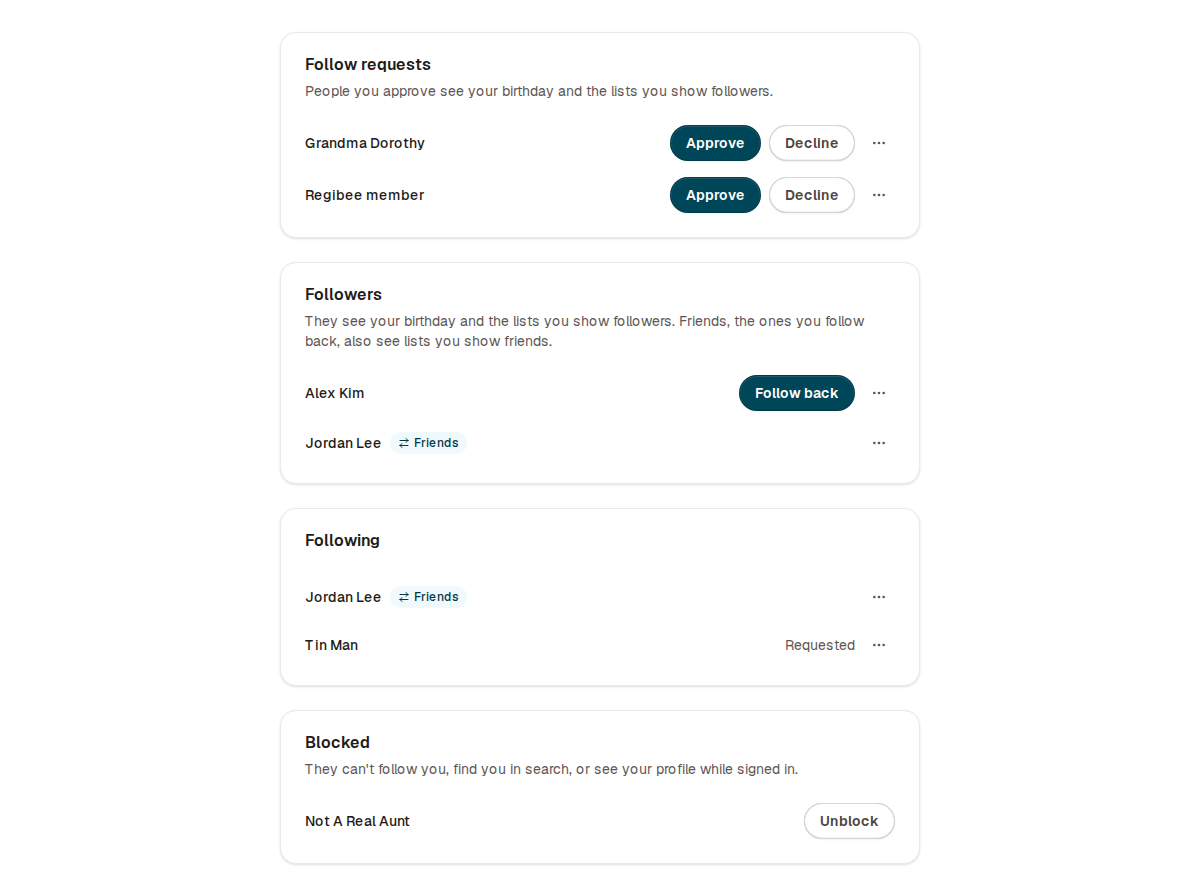 Follow requests
People you approve see your birthday and the lists you show followers.
Grandma Dorothy
Approve
Decline
Regibee member
Approve
Decline
Followers
They see your birthday and the lists you show followers. Friends, the ones you follow
back, also see lists you show friends.
Alex Kim
Follow back
Jordan Lee
Friends
Following
Jordan Lee
Friends
Tin Man
Requested
Blocked
They can't follow you, find you in search, or see your profile while signed in.
Not A Real Aunt
Unblock